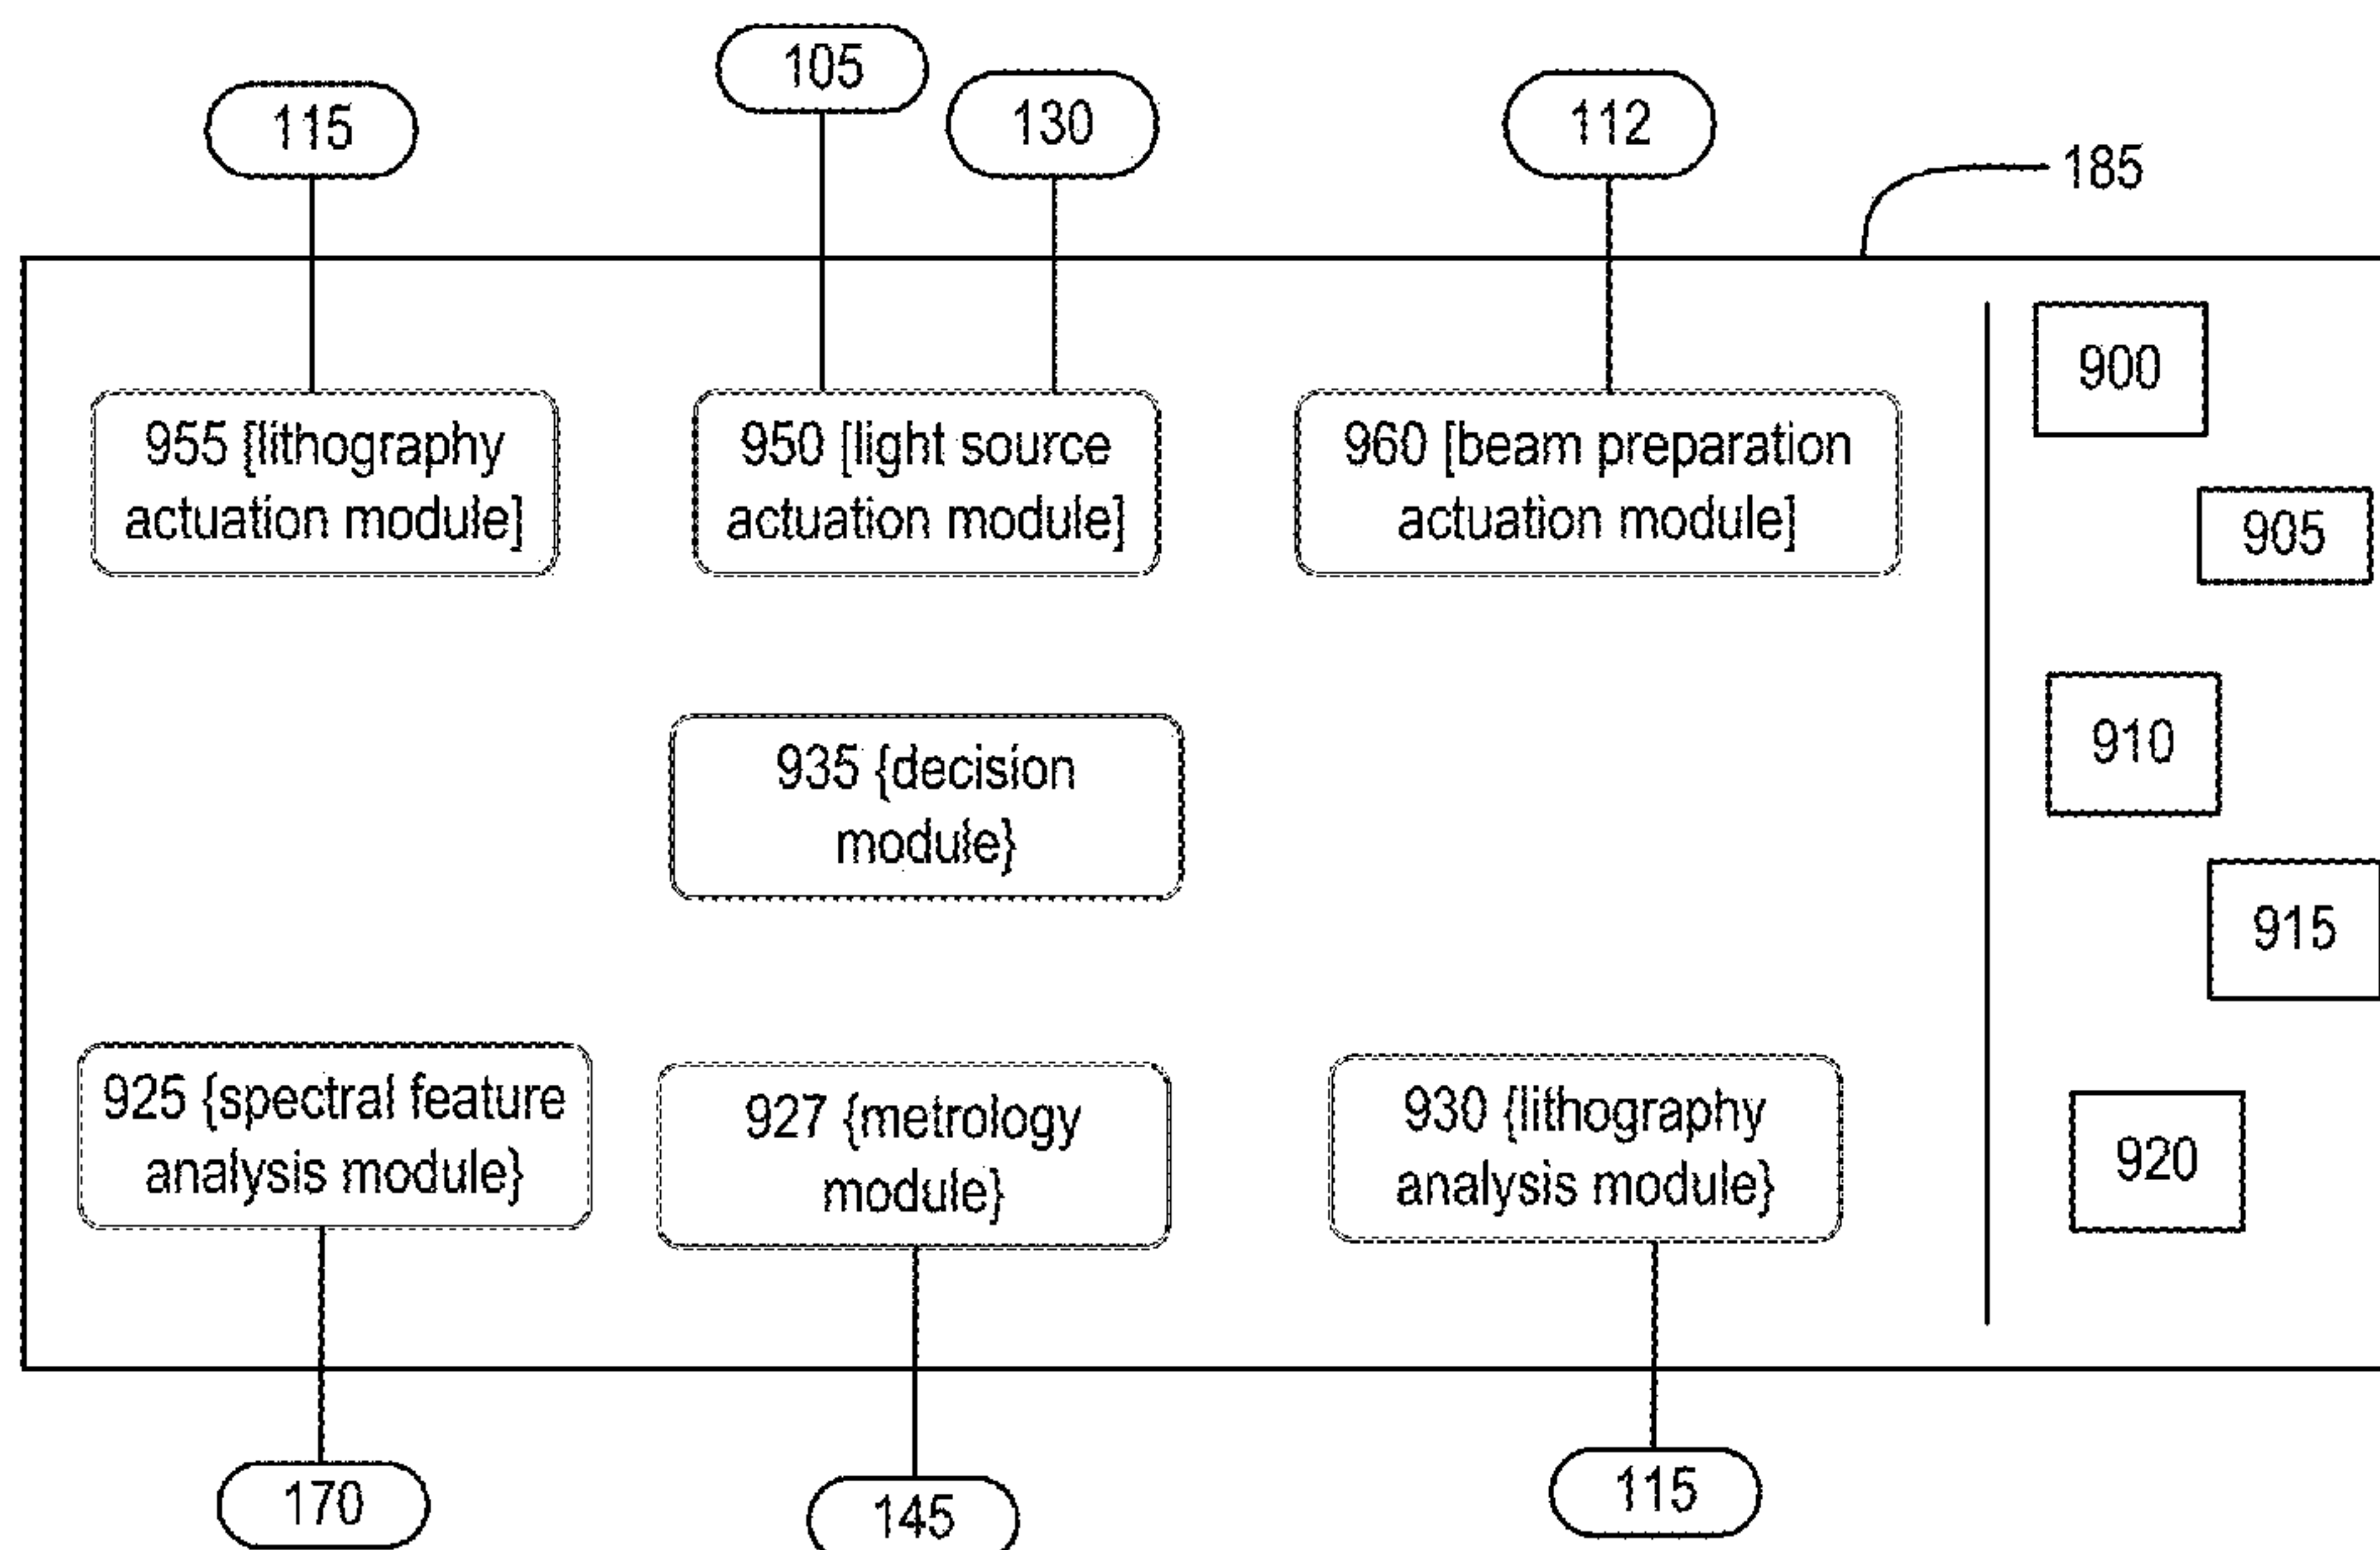 105
115
130
112
185
900
955 {lithography
actuation module]
950 [light source
actuation module]
960 [beam preparation
actuation module]
905
910
935 {decision
module}
915
925 {spectral feature
analysis module}
927 {metrology
module}
930 {lithography
analysis module}
920
170
145
115